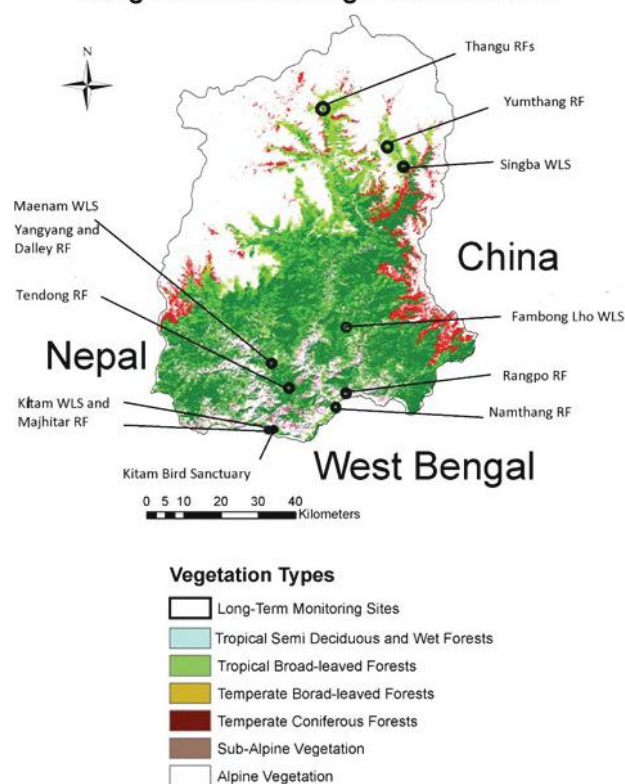 N
Thangu RFs
Yumthang RF
Singba WLS
Maenam WLS
Yangyang and
Dalley RF
China
Tendong RF
Fambong Lho WLS
Nepal
Rangpo RF
Kitam WLS and
Majhitar RF
Namthang RF
West Bengal
Kitam Bird Sanctuary
0 5 10 20 30 40
Kilometers
Vegetation Types
Long-Term Monitoring Sites
Tropical Semi Deciduous and Wet Forests
Tropical Broad-leaved Forests
Temperate Borad-leaved Forests
Temperate Coniferous Forests
Sub-Alpine Vegetation
Alpine Vegetation